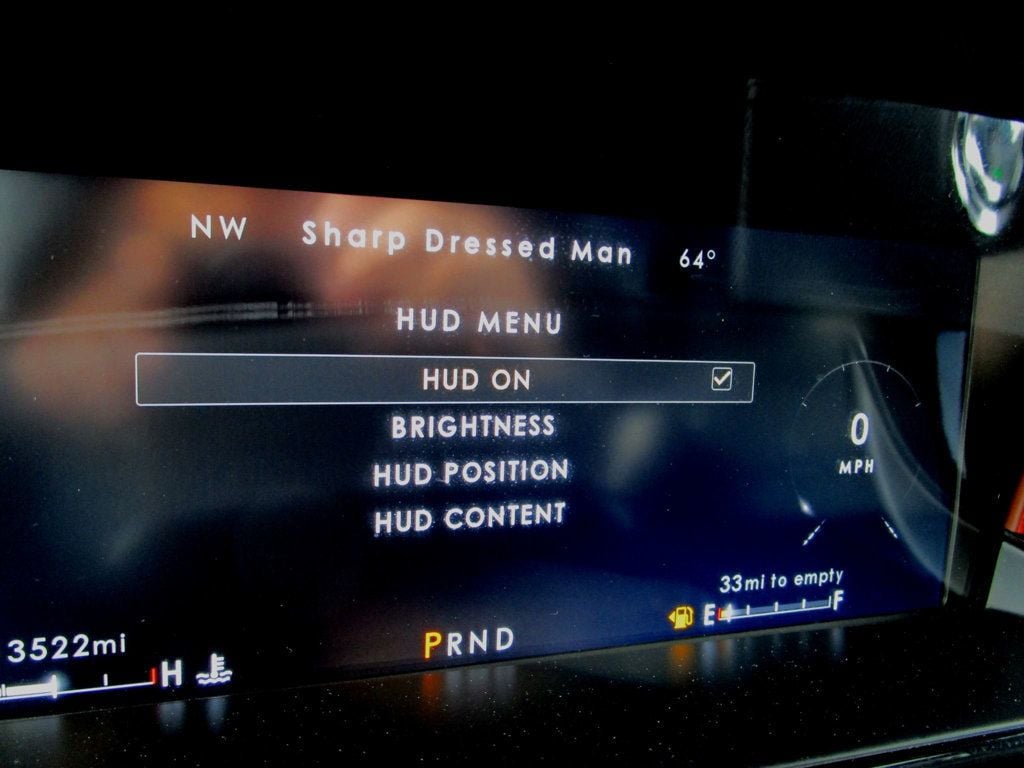 NW Sharp Dressed Man 64°
HUD MENU
HUD ON
BRIGHTNESS
HUD POSITION
HUD CONTENT
0
MPH
33mi to empty
E F
3522mi
H
PRND